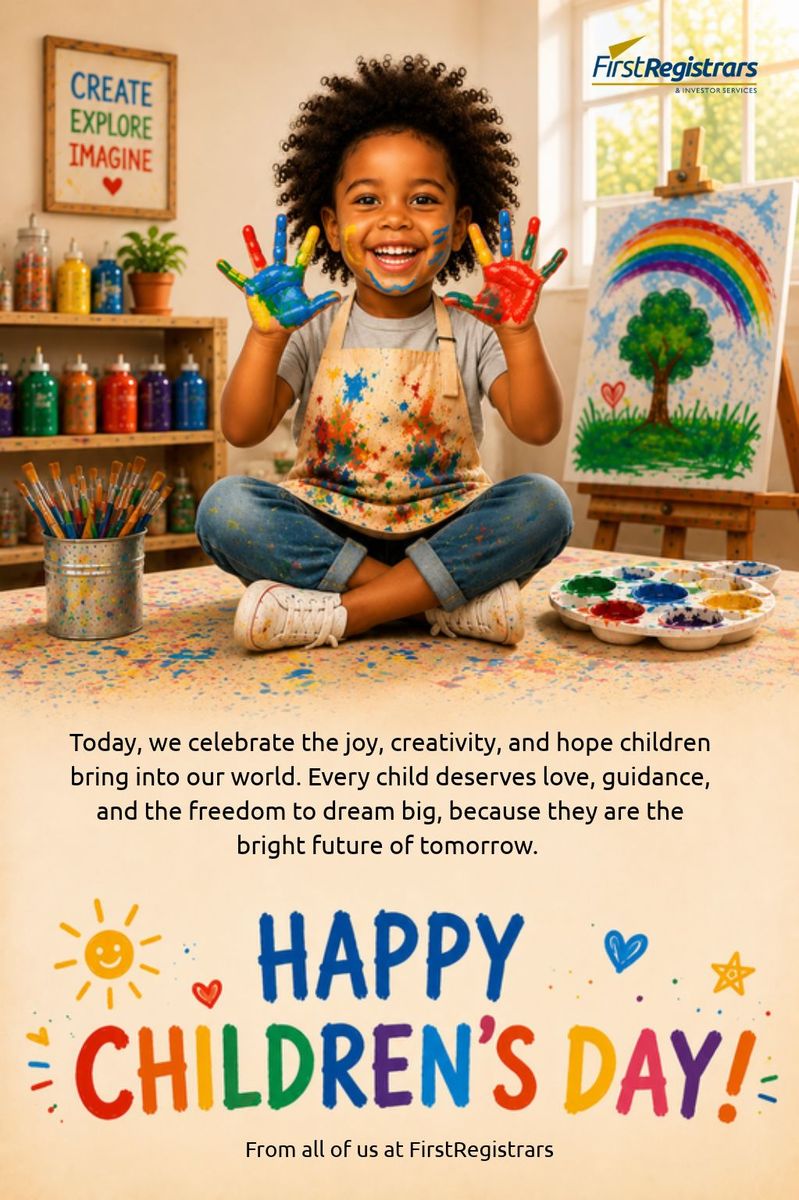 FirstRegistrars
& INVESTOR SERVICES
CREATE
EXPLORE
IMAGINE
Today, we celebrate the joy, creativity, and hope children
bring into our world. Every child deserves love, guidance,
and the freedom to dream big, because they are the
bright future of tomorrow.
HAPPY
CHILDREN'S DAY!
From all of us at FirstRegistrars